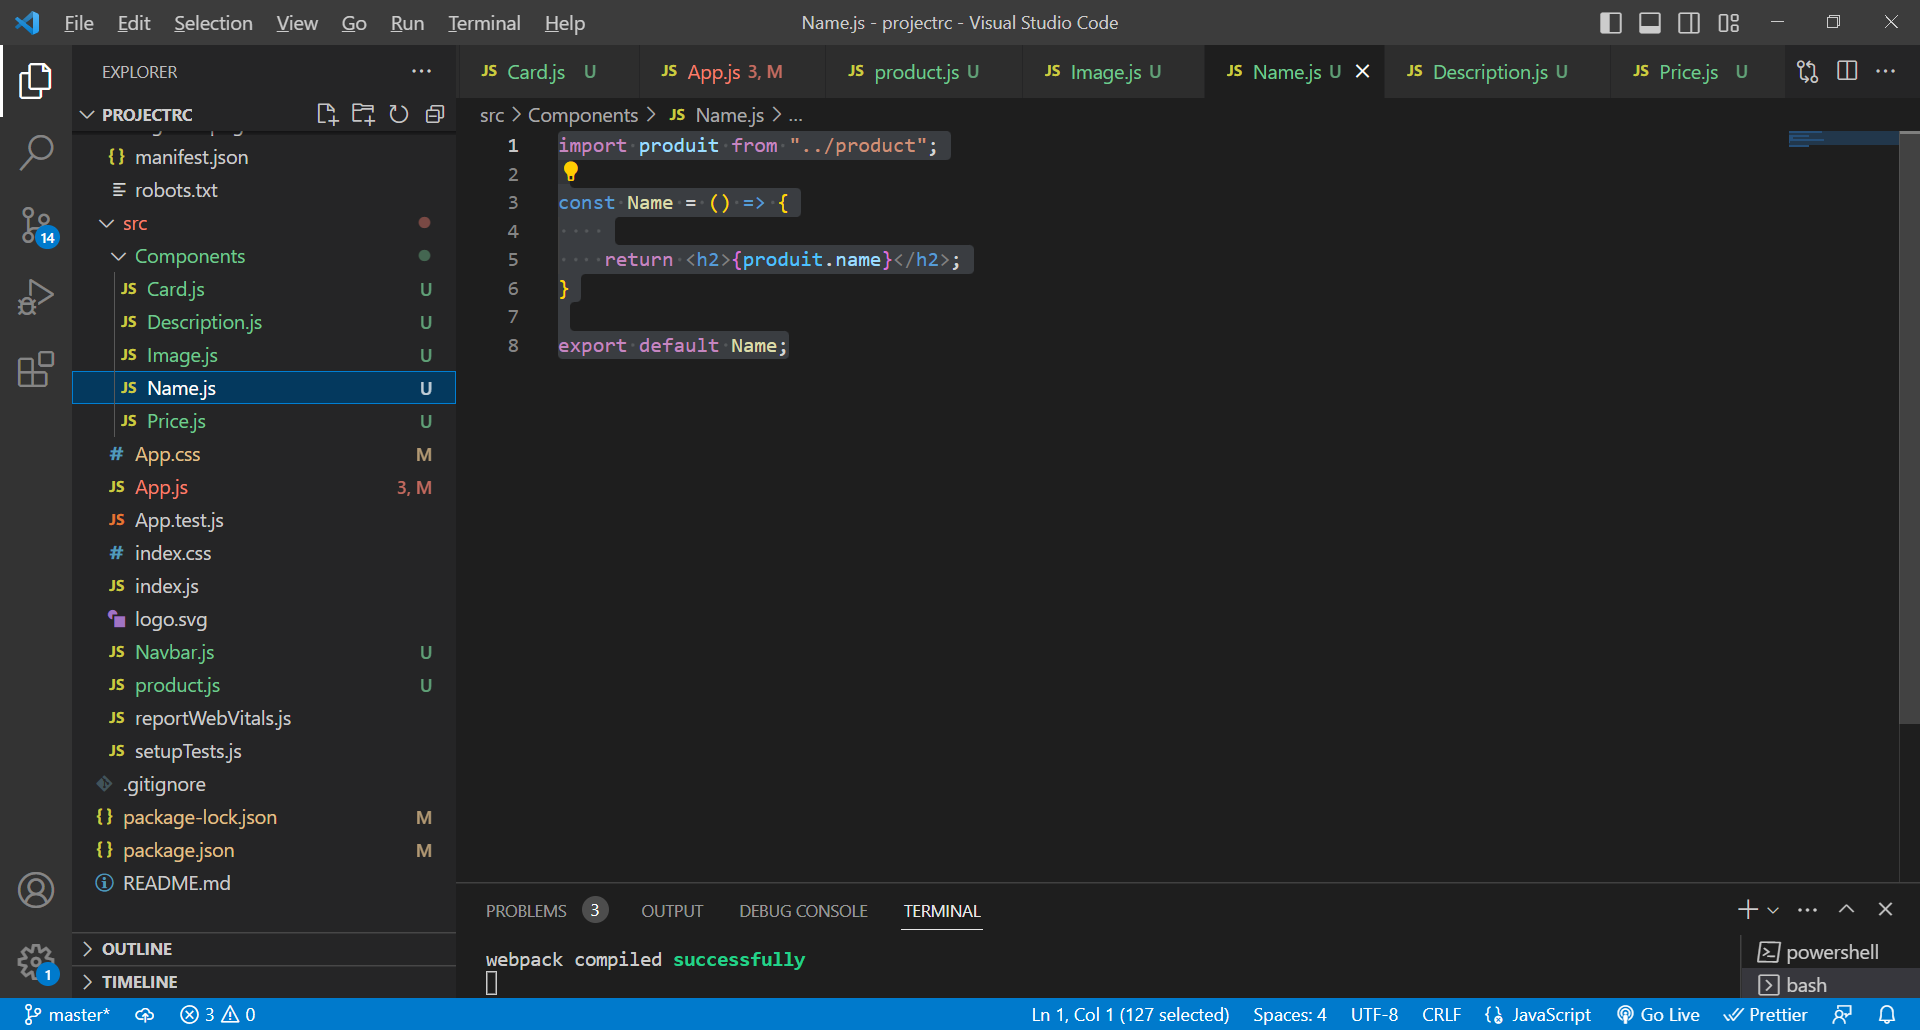 File Edit Selection View Go Run Terminal Help
Name.js - projectrc - Visual Studio Code
EXPLORER
PROJECTRC
{} manifest.json
robots.txt
src
Components
JS Card.js U
JS Description.js U
JS Image.js U
JS Name.js U
JS Price.js U
# App.css M
JS App.js 3, M
JS App.test.js
# index.css
JS index.js
logo.svg
JS Navbar.js U
JS product.js U
JS reportWebVitals.js
JS setupTests.js
.gitignore
{} package-lock.json M
{} package.json M
README.md
OUTLINE
TIMELINE
14
1
JS Card.js U JS App.js 3, M JS product.js U JS Image.js U JS Name.js U JS Description.js U JS Price.js U
src > Components > JS Name.js > ...
1 import produit from "../product";
2
3 const Name = () => {
4
5 return <h2>{produit.name}</h2>;
6 }
7
8 export default Name;
PROBLEMS 3 OUTPUT DEBUG CONSOLE TERMINAL
webpack compiled successfully
powershell
bash
master* 3 0 Ln 1, Col 1 (127 selected) Spaces: 4 UTF-8 CRLF JavaScript Go Live Prettier